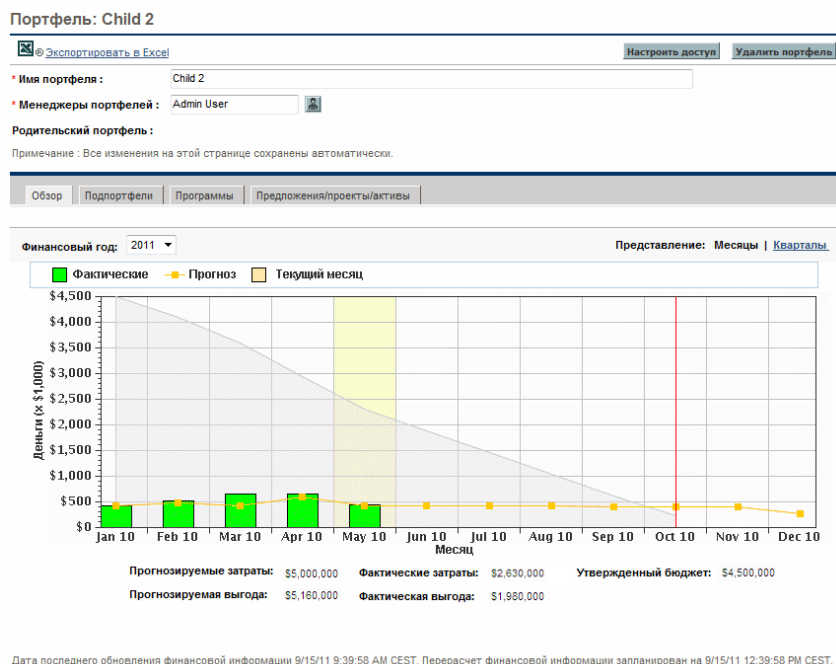 Портфель: Child 2
® Экспортировать в Excel
Настроить доступ
Удалить портфель
* Имя портфеля : Child 2
* Менеджеры портфелей : Admin User
Родительский портфель :
Примечание : Все изменения на этой странице сохранены автоматически.
Обзор Подпортфели Программы Предложения/проекты/активы
Финансовый год: 2011 Представление: Месяцы | Кварталы
Фактические Прогноз Текущий месяц
$4,500
$4,000
$3,500
$3,000
$2,500
$2,000
$1,500
$1,000
$500
$0
Деньги (x $1,000)
Jan 10 Feb 10 Mar 10 Apr 10 May 10 Jun 10 Jul 10 Aug 10 Sep 10 Oct 10 Nov 10 Dec 10
Месяц
Прогнозируемые затраты: $5,000,000 Фактические затраты: $2,630,000 Утвержденный бюджет: $4,500,000
Прогнозируемая выгода: $5,160,000 Фактическая выгода: $1,980,000
Дата последнего обновления финансовой информации 9/15/11 9:39:58 AM CEST. Перерасчет финансовой информации запланирован на 9/15/11 12:39:58 PM CEST.